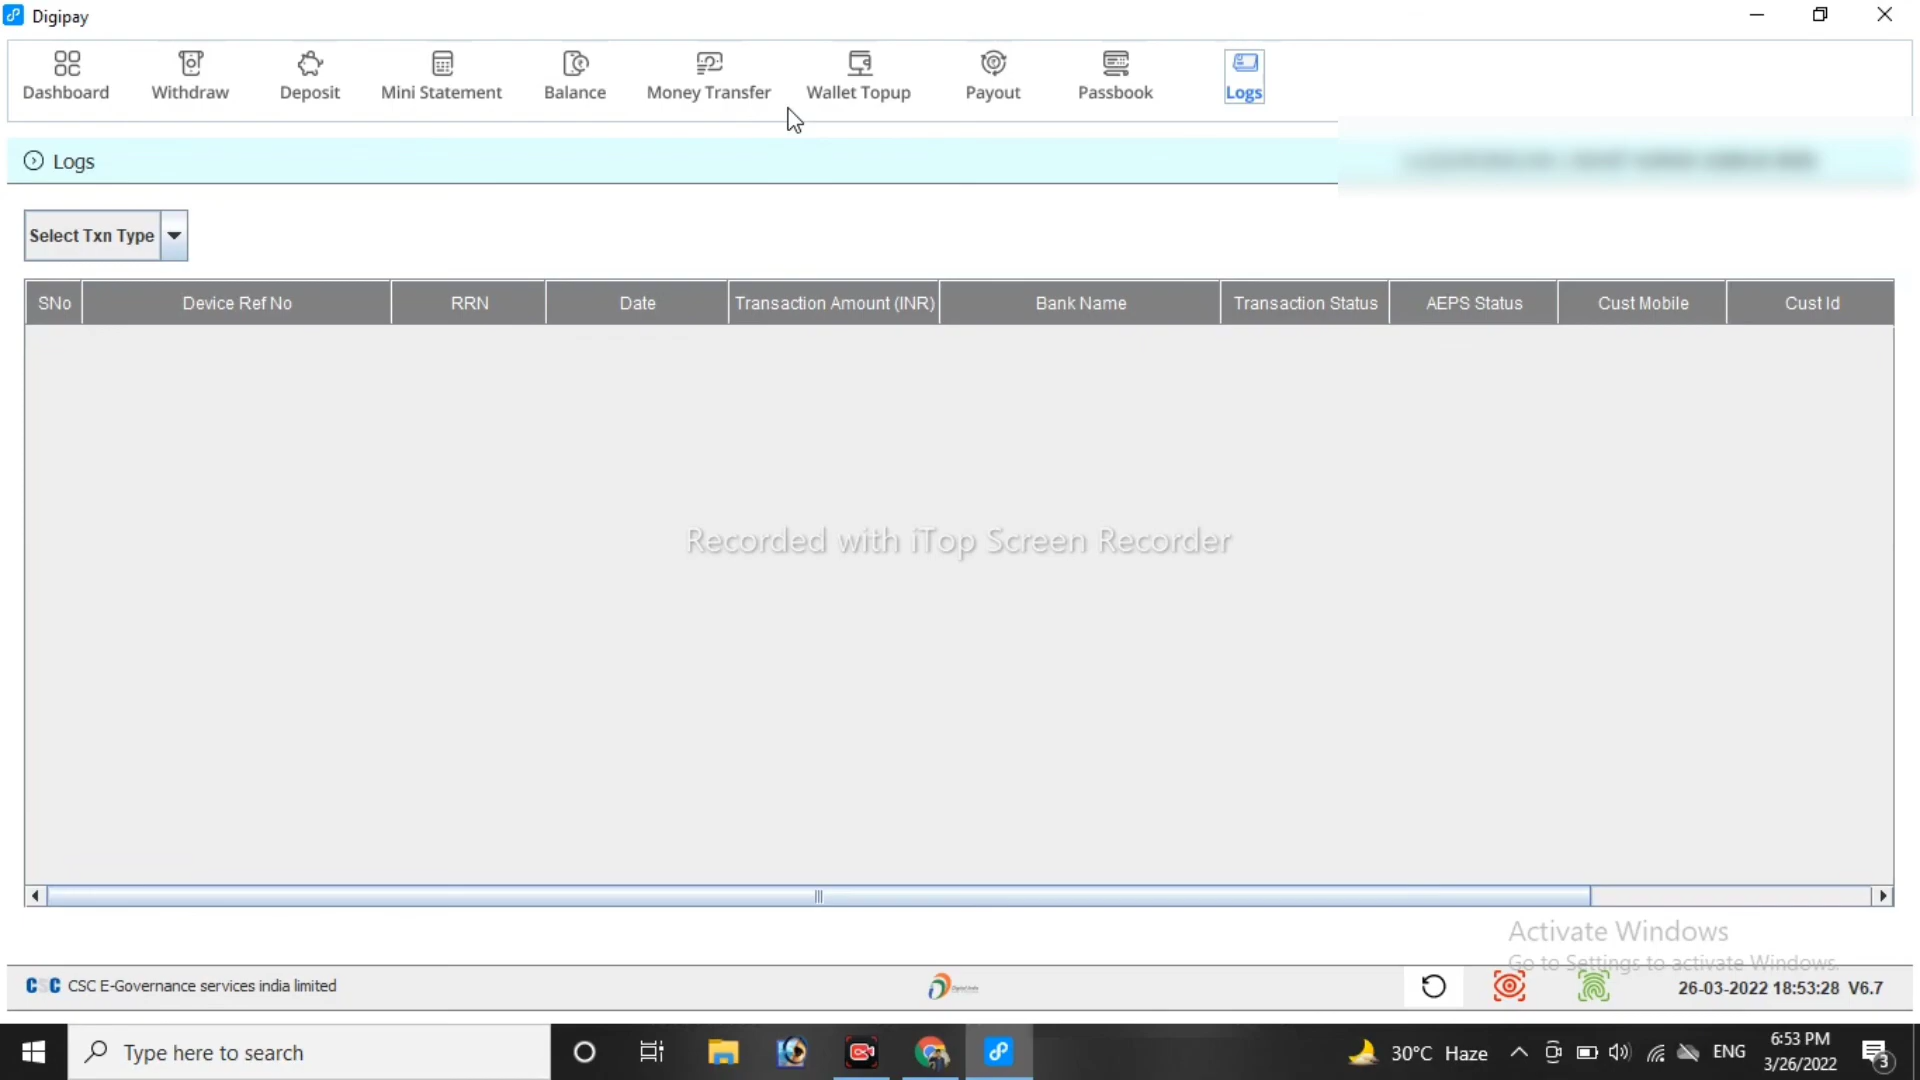 Digipay
Dashboard Withdraw Deposit Mini Statement Balance Money Transfer Wallet Topup Payout Passbook Logs
Logs
Select Txn Type
SNo Device Ref No RRN Date Transaction Amount (INR) Bank Name Transaction Status AEPS Status Cust Mobile Cust Id
Recorded with iTop Screen Recorder
Activate Windows
Go to Settings to activate Windows.
CSC CSC E-Governance services india limited
26-03-2022 18:53:28 V6.7
Type here to search
30°C Haze
ENG
6:53 PM
3/26/2022
3